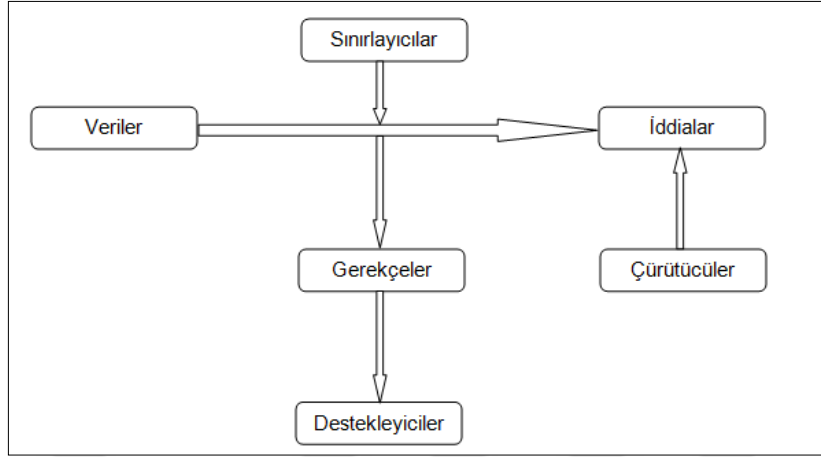 Sınırlayıcılar
Veriler
İddialar
Gerekçeler
Çürütücüler
Destekleyiciler